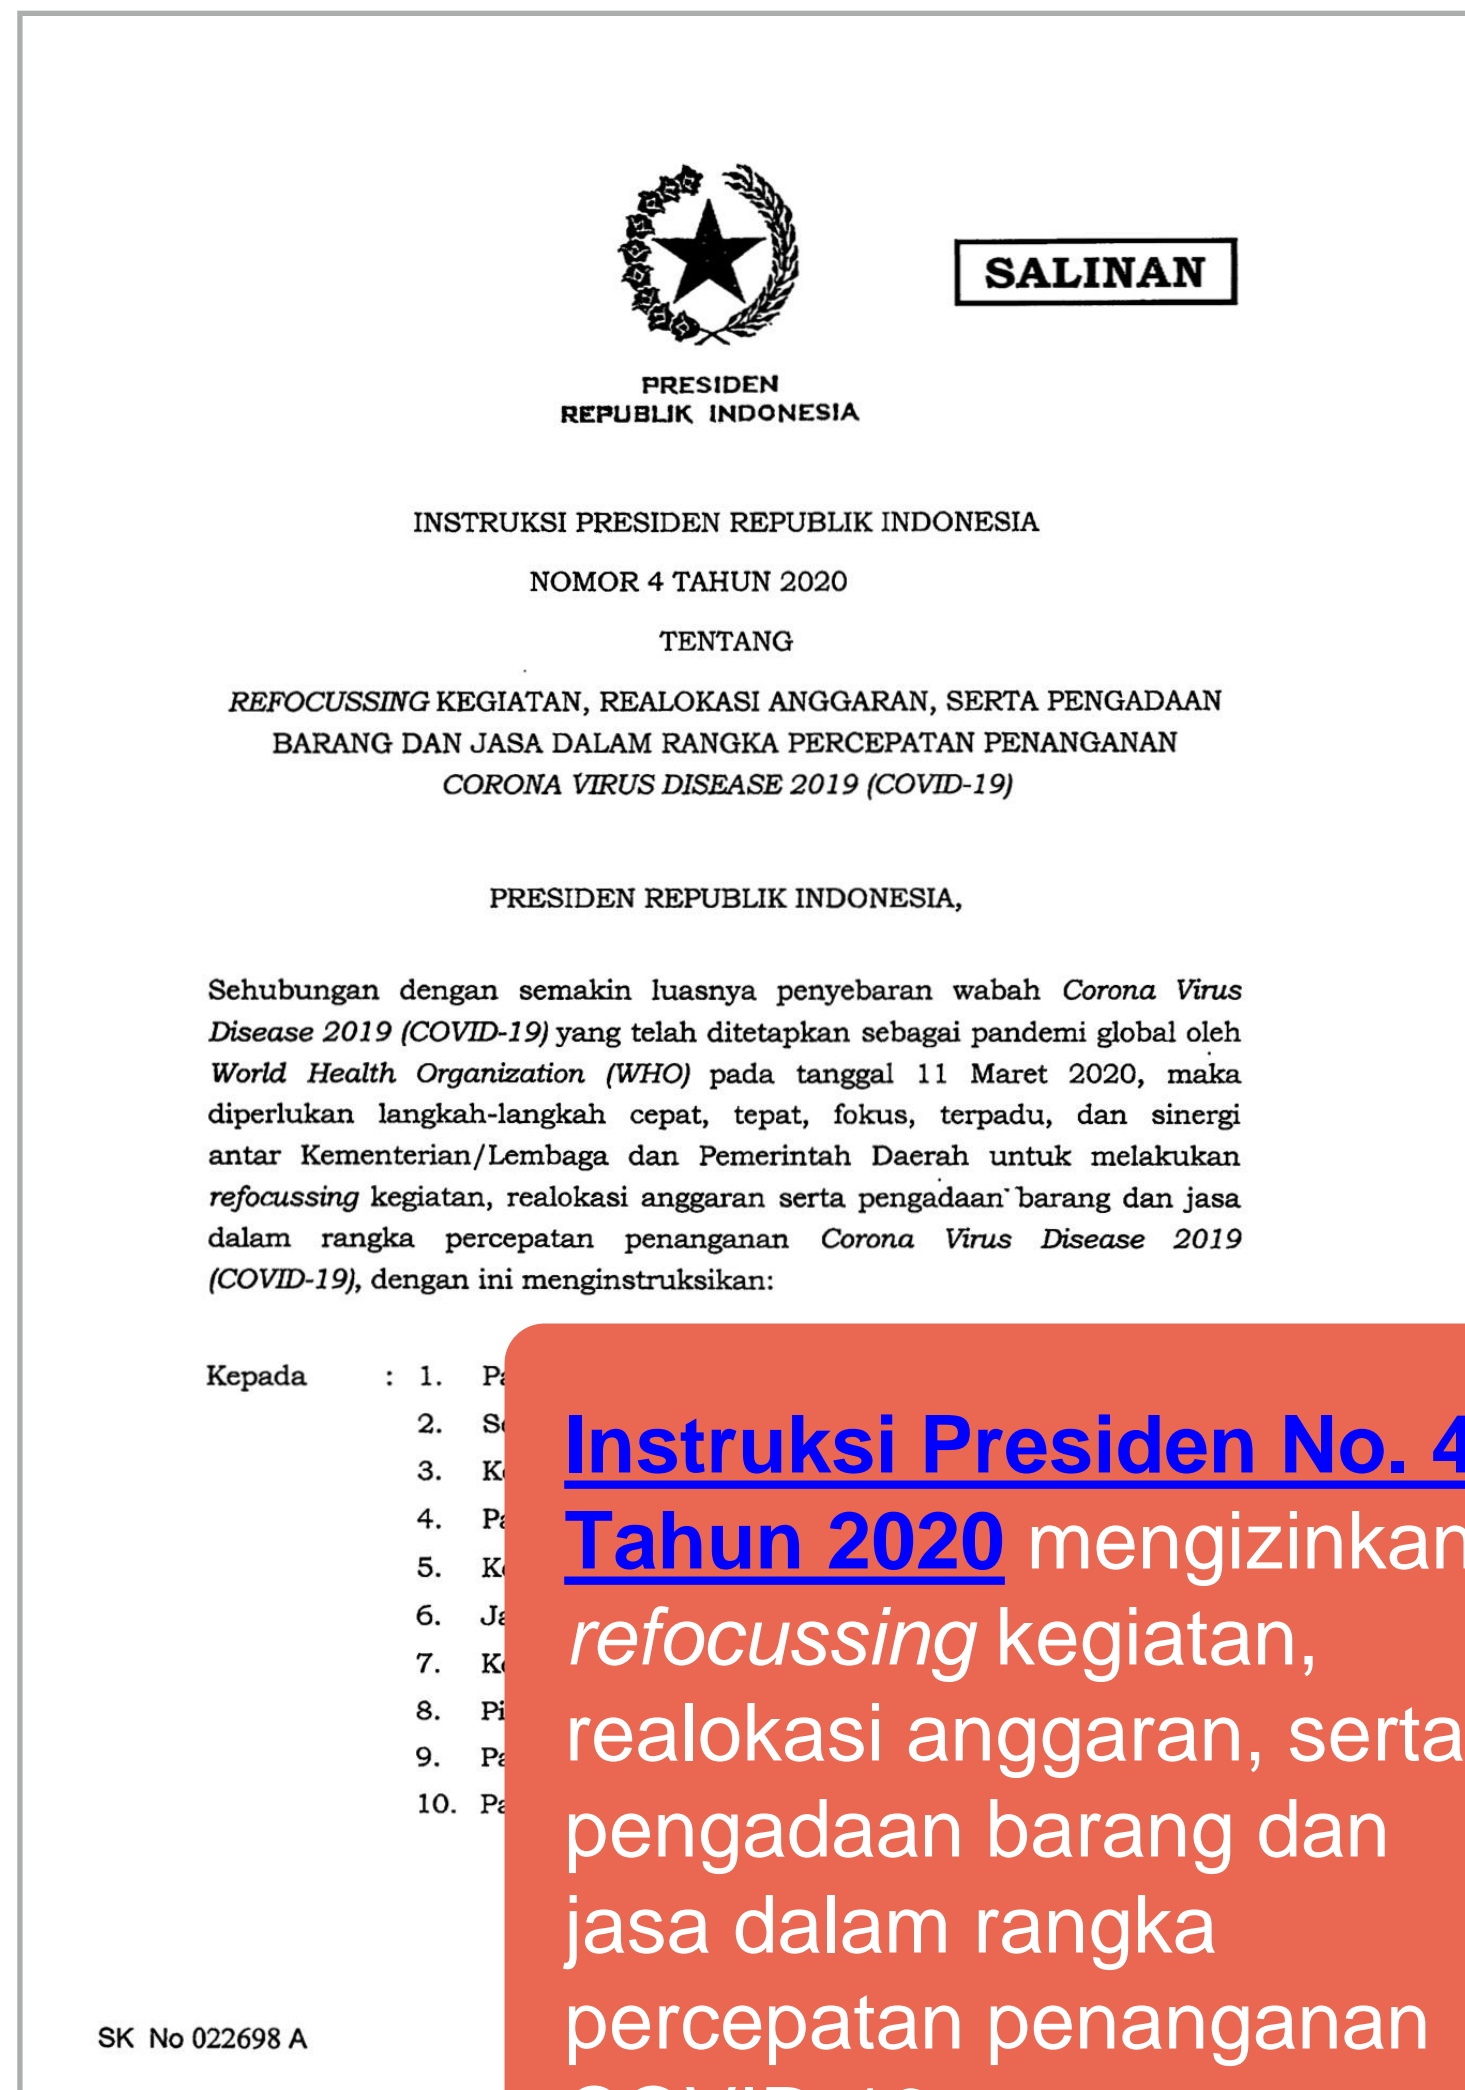 SALINAN
PRESIDEN
REPUBLIK INDONESIA
INSTRUKSI PRESIDEN REPUBLIK INDONESIA
NOMOR 4 TAHUN 2020
TENTANG
REFOCUSSING KEGIATAN, REALOKASI ANGGARAN, SERTA PENGADAAN
BARANG DAN JASA DALAM RANGKA PERCEPATAN PENANGANAN
CORONA VIRUS DISEASE 2019 (COVID-19)
PRESIDEN REPUBLIK INDONESIA,
Sehubungan dengan semakin luasnya penyebaran wabah Corona Virus
Disease 2019 (COVID-19) yang telah ditetapkan sebagai pandemi global oleh
World Health Organization (WHO) pada tanggal 11 Maret 2020, maka
diperlukan langkah-langkah cepat, tepat, fokus, terpadu, dan sinergi
antar Kementerian/Lembaga dan Pemerintah Daerah untuk melakukan
refocussing kegiatan, realokasi anggaran serta pengadaan barang dan jasa
dalam rangka percepatan penanganan Corona Virus Disease 2019
(COVID-19), dengan ini menginstruksikan:
Kepada : 1.
2.
3.
4.
5.
6.
7.
8.
9.
10.
Instruksi Presiden No. 4
Tahun 2020 mengizinkan
refocussing kegiatan,
realokasi anggaran, serta
pengadaan barang dan
jasa dalam rangka
percepatan penanganan
SK No 022698 A